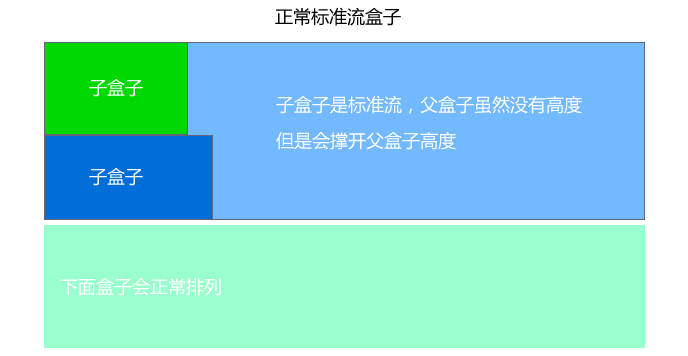 正常标准流盒子
子盒子
子盒子是标准流，父盒子虽然没有高度
但是会撑开父盒子高度
子盒子
下面盒子会正常排列